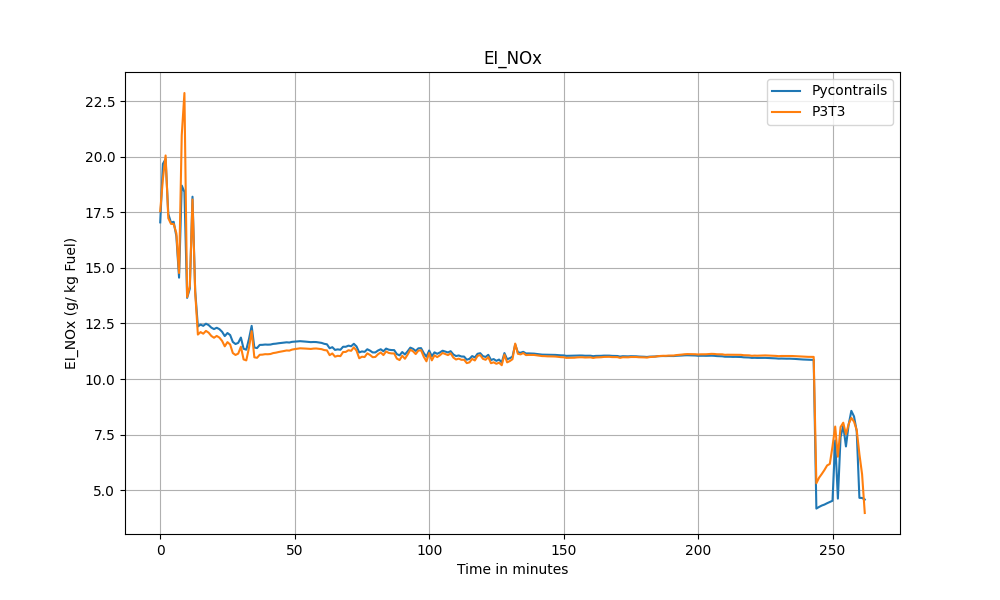 EI_NOx
Pycontrails
P3T3
EI_NOx (g/ kg Fuel)
22.5
20.0
17.5
15.0
12.5
10.0
7.5
5.0
0 50 100 150 200 250
Time in minutes